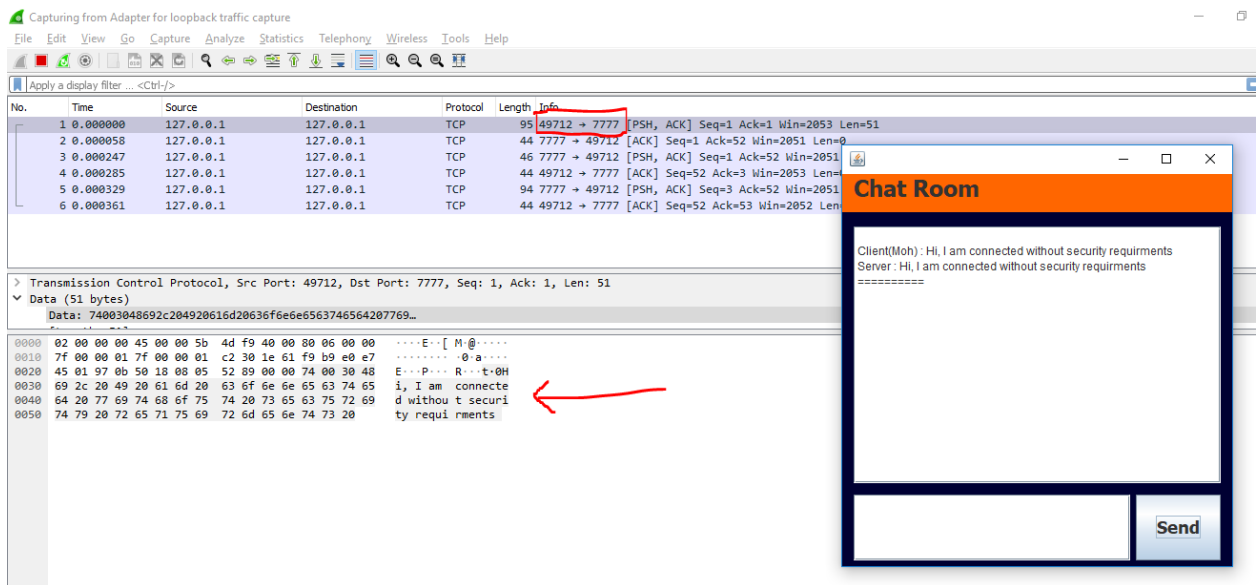 Capturing from Adapter for loopback traffic capture
File Edit View Go Capture Analyze Statistics Telephony Wireless Tools Help
Apply a display filter ... <Ctrl-/>
No. Time Source Destination Protocol Length Info
1 0.000000 127.0.0.1 127.0.0.1 TCP 95 49712 → 7777 [PSH, ACK] Seq=1 Ack=1 Win=2053 Len=51
2 0.000058 127.0.0.1 127.0.0.1 TCP 44 7777 → 49712 [ACK] Seq=1 Ack=52 Win=2051 Len=0
3 0.000247 127.0.0.1 127.0.0.1 TCP 46 7777 → 49712 [PSH, ACK] Seq=1 Ack=52 Win=2051
4 0.000285 127.0.0.1 127.0.0.1 TCP 44 49712 → 7777 [ACK] Seq=52 Ack=3 Win=2053 Len=
5 0.000329 127.0.0.1 127.0.0.1 TCP 94 7777 → 49712 [PSH, ACK] Seq=3 Ack=52 Win=2051
6 0.000361 127.0.0.1 127.0.0.1 TCP 44 49712 → 7777 [ACK] Seq=52 Ack=53 Win=2052 Len
Transmission Control Protocol, Src Port: 49712, Dst Port: 7777, Seq: 1, Ack: 1, Len: 51
Data (51 bytes)
Data: 74003048692c204920616d20636f6e6e6563746564207769…
0000 02 00 00 00 45 00 00 5b 4d f9 40 00 80 06 00 00 ····E··[ M·@·····
0010 7f 00 00 01 7f 00 00 01 c2 30 1e 61 f9 b9 e0 e7 ········ ·0·a····
0020 45 01 97 0b 50 18 08 05 52 89 00 00 74 00 30 48 E···P··· R···t·0H
0030 69 2c 20 49 20 61 6d 20 63 6f 6e 6e 65 63 74 65 i, I am connecte
0040 64 20 77 69 74 68 6f 75 74 20 73 65 63 75 72 69 d withou t securi
0050 74 79 20 72 65 71 75 69 72 6d 65 6e 74 73 20 ty requi rments
Chat Room
Client(Moh) : Hi, I am connected without security requirments
Server : Hi, I am connected without security requirments
==========
Send